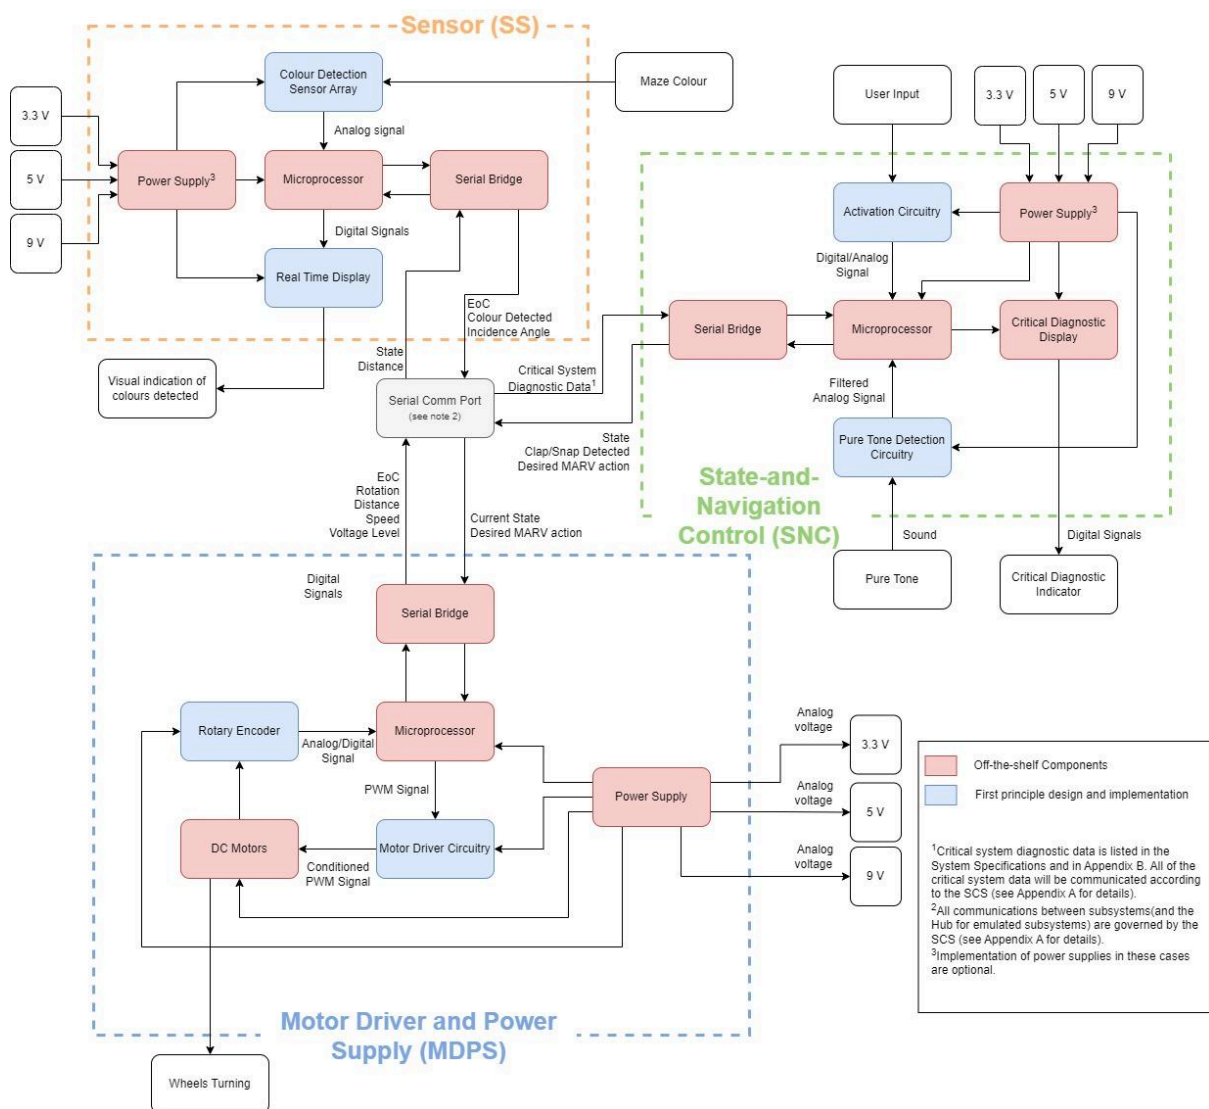 Sensor (SS)
Colour Detection
Sensor Array
Maze Colour
User Input
3.3 V
5 V
9 V
3.3 V
5 V
9 V
Analog signal
Power Supply3
Microprocessor
Serial Bridge
Digital Signals
Real Time Display
Activation Circuitry
Power Supply3
Digital/Analog
Signal
EoC
Colour Detected
Incidence Angle
Serial Bridge
Microprocessor
Critical Diagnostic
Display
State
Distance
Visual indication of
colours detected
Critical System
Diagnostic Data1
Serial Comm Port
(see note 2)
Filtered
Analog Signal
State
Clap/Snap Detected
Desired MARV action
Pure Tone Detection
Circuitry
State-and-
Navigation
Control (SNC)
EoC
Rotation
Distance
Speed
Voltage Level
Current State
Desired MARV action
Sound
Digital Signals
Pure Tone
Critical Diagnostic
Indicator
Digital
Signals
Serial Bridge
Rotary Encoder
Analog/Digital
Signal
Microprocessor
PWM Signal
Power Supply
DC Motors
Conditioned
PWM Signal
Motor Driver Circuitry
Analog
voltage
3.3 V
Analog
voltage
5 V
Analog
voltage
9 V
Off-the-shelf Components
First principle design and implementation
1Critical system diagnostic data is listed in the
System Specifications and in Appendix B. All of the
critical system data will be communicated according
to the SCS (see Appendix A for details).
2All communications between subsystems(and the
Hub for emulated subsystems) are governed by the
SCS (see Appendix A for details).
3Implementation of power supplies in these cases
are optional.
Motor Driver and Power
Supply (MDPS)
Wheels Turning